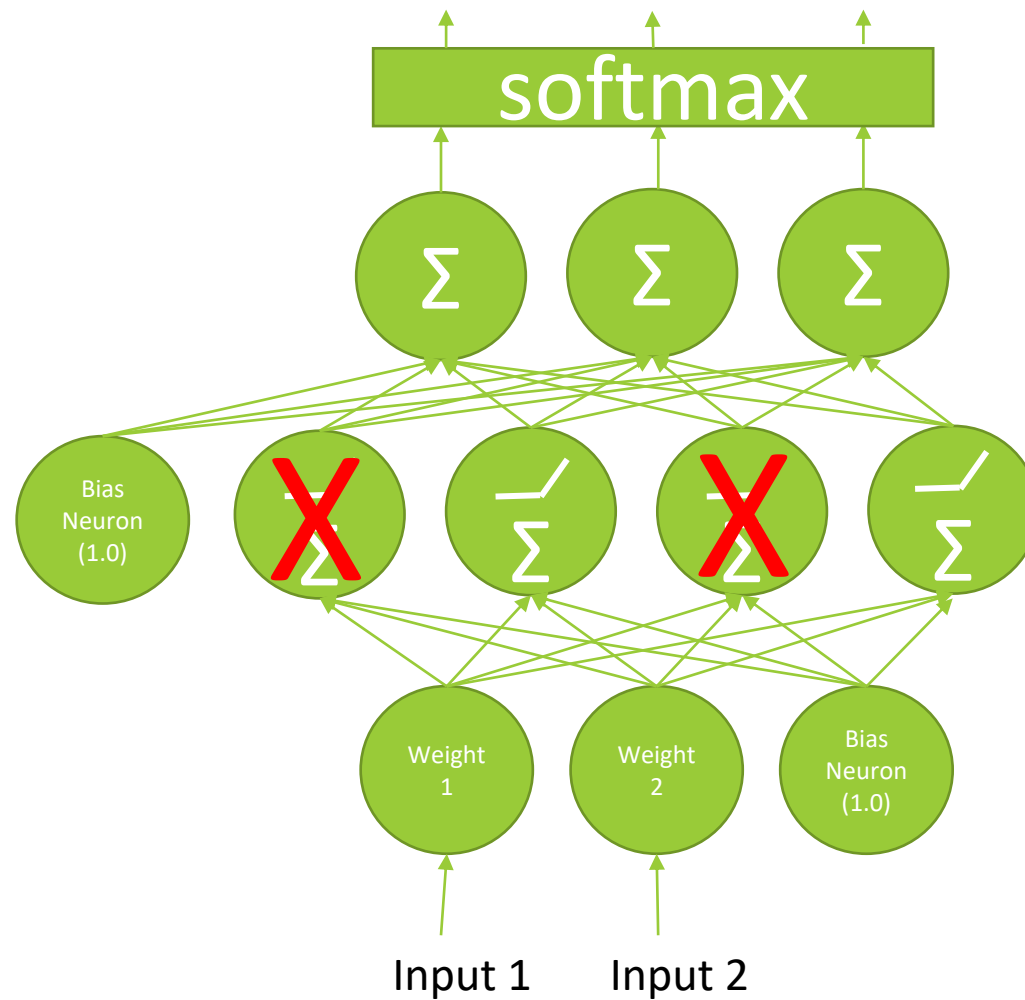 softmax
Σ Σ Σ
Bias
Neuron
(1.0)
Σ Σ Σ Σ
Weight
1
Weight
2
Bias
Neuron
(1.0)
Input 1 Input 2